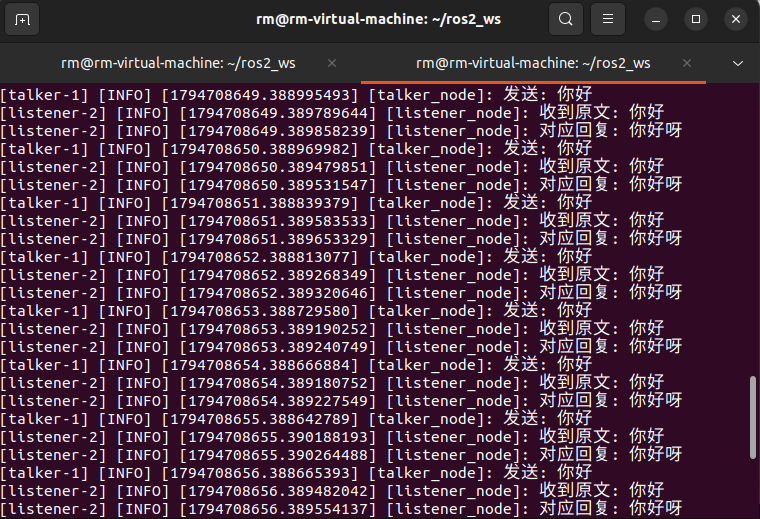 rm@rm-virtual-machine: ~/ros2_ws
rm@rm-virtual-machine: ~/ros2_ws
rm@rm-virtual-machine: ~/ros2_ws
[talker-1] [INFO] [1794708649.388995493] [talker_node]: 发送: 你好
[listener-2] [INFO] [1794708649.389789644] [listener_node]: 收到原文: 你好
[listener-2] [INFO] [1794708649.389858239] [listener_node]: 对应回复: 你好呀
[talker-1] [INFO] [1794708650.388969982] [talker_node]: 发送: 你好
[listener-2] [INFO] [1794708650.389479851] [listener_node]: 收到原文: 你好
[listener-2] [INFO] [1794708650.389531547] [listener_node]: 对应回复: 你好呀
[talker-1] [INFO] [1794708651.388839379] [talker_node]: 发送: 你好
[listener-2] [INFO] [1794708651.389583533] [listener_node]: 收到原文: 你好
[listener-2] [INFO] [1794708651.389653329] [listener_node]: 对应回复: 你好呀
[talker-1] [INFO] [1794708652.388813077] [talker_node]: 发送: 你好
[listener-2] [INFO] [1794708652.389268349] [listener_node]: 收到原文: 你好
[listener-2] [INFO] [1794708652.389320646] [listener_node]: 对应回复: 你好呀
[talker-1] [INFO] [1794708653.388729580] [talker_node]: 发送: 你好
[listener-2] [INFO] [1794708653.389190252] [listener_node]: 收到原文: 你好
[listener-2] [INFO] [1794708653.389240749] [listener_node]: 对应回复: 你好呀
[talker-1] [INFO] [1794708654.388666884] [talker_node]: 发送: 你好
[listener-2] [INFO] [1794708654.389180752] [listener_node]: 收到原文: 你好
[listener-2] [INFO] [1794708654.389227549] [listener_node]: 对应回复: 你好呀
[talker-1] [INFO] [1794708655.388642789] [talker_node]: 发送: 你好
[listener-2] [INFO] [1794708655.390188193] [listener_node]: 收到原文: 你好
[listener-2] [INFO] [1794708655.390264488] [listener_node]: 对应回复: 你好呀
[talker-1] [INFO] [1794708656.388665393] [talker_node]: 发送: 你好
[listener-2] [INFO] [1794708656.389482042] [listener_node]: 收到原文: 你好
[listener-2] [INFO] [1794708656.389554137] [listener_node]: 对应回复: 你好呀